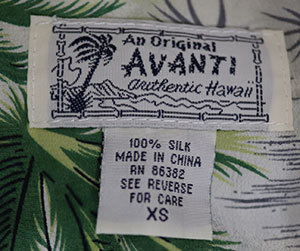 An Original
AVANTI
authentic Hawaii
100% SILK
MADE IN CHINA
RN 86382
SEE REVERSE
FOR CARE
XS